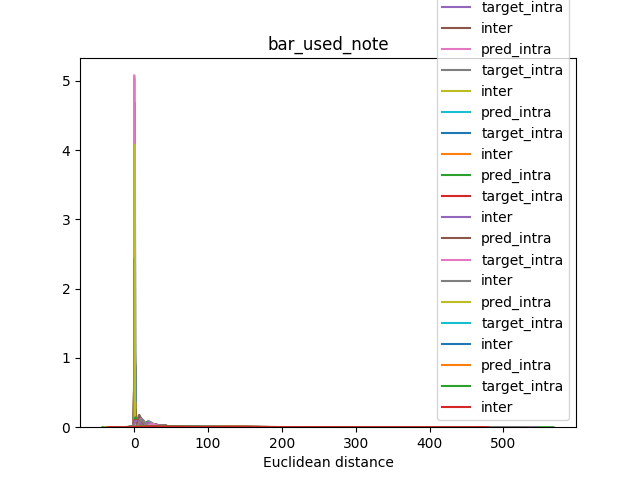 bar_used_note
target_intra
inter
pred_intra
target_intra
inter
pred_intra
target_intra
inter
pred_intra
target_intra
inter
pred_intra
target_intra
inter
pred_intra
target_intra
inter
pred_intra
target_intra
inter
5
4
3
2
1
0
0
100
200
300
400
500
Euclidean distance